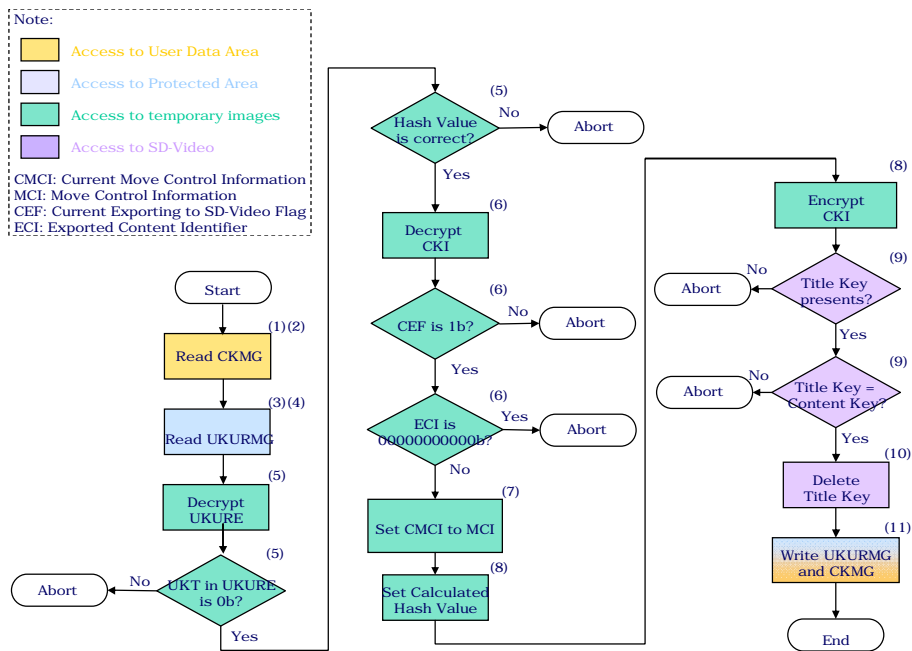 Note:
Access to User Data Area
Access to Protected Area
Access to temporary images
Access to SD-Video
CMCI: Current Move Control Information
MCI: Move Control Information
CEF: Current Exporting to SD-Video Flag
ECI: Exported Content Identifier
Start
(1)(2)
Read CKMG
(3)(4)
Read UKURMG
(5)
Decrypt
UKURE
(5)
UKT in UKURE
is 0b?
No
Abort
Yes
(5)
Hash Value
is correct?
No
Abort
Yes
(6)
Decrypt
CKI
(6)
CEF is 1b?
No
Abort
Yes
(6)
ECI is
00000000000b?
Yes
Abort
No
(7)
Set CMCI to MCI
(8)
Set Calculated
Hash Value
(8)
Encrypt
CKI
(9)
Title Key
presents?
No
Abort
Yes
(9)
Title Key =
Content Key?
No
Abort
Yes
(10)
Delete
Title Key
(11)
Write UKURMG
and CKMG
End